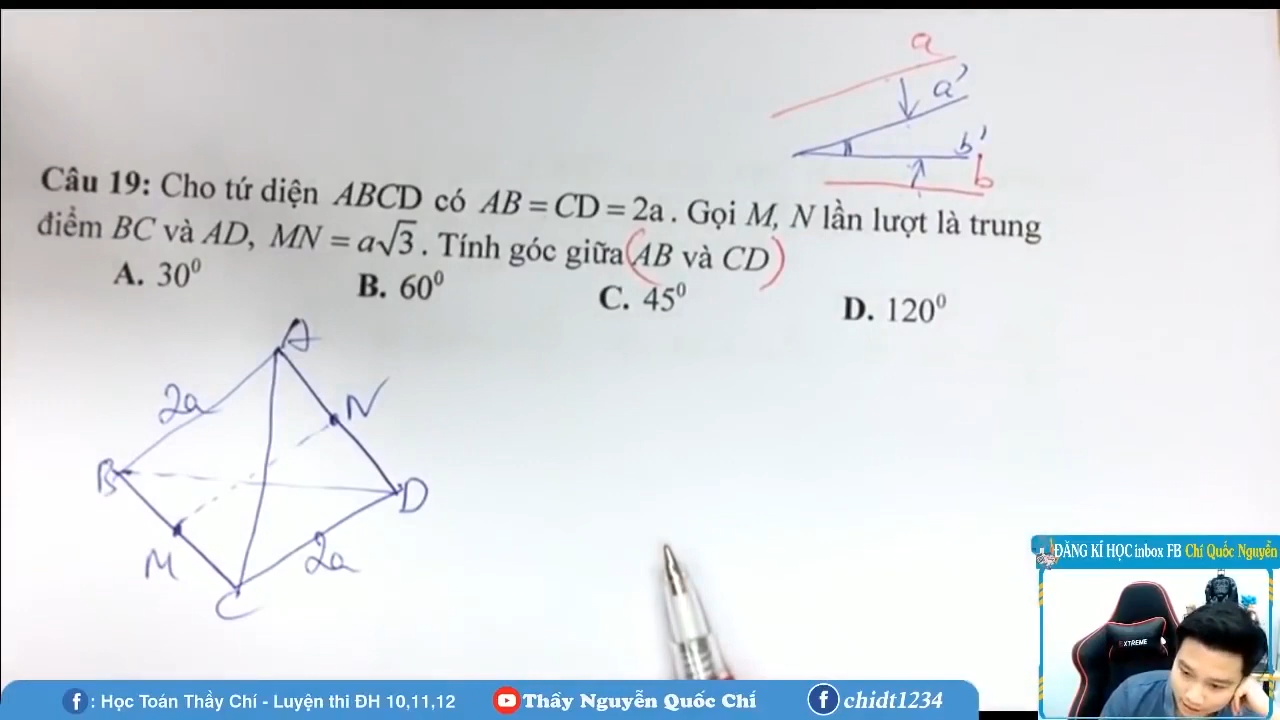 a
a'
b'
b
Câu 19: Cho tứ diện ABCD có AB = CD = 2a. Gọi M, N lần lượt là trung
điểm BC và AD, MN = a√3. Tính góc giữa (AB và CD)
A. 30⁰ B. 60⁰ C. 45⁰ D. 120⁰
A
2a
N
B
D
M
2a
C
ĐĂNG KÍ HỌC inbox FB Chí Quốc Nguyễn
EXTREME
f : Học Toán Thầy Chí - Luyện thi ĐH 10,11,12 Thầy Nguyễn Quốc Chí f chidt1234